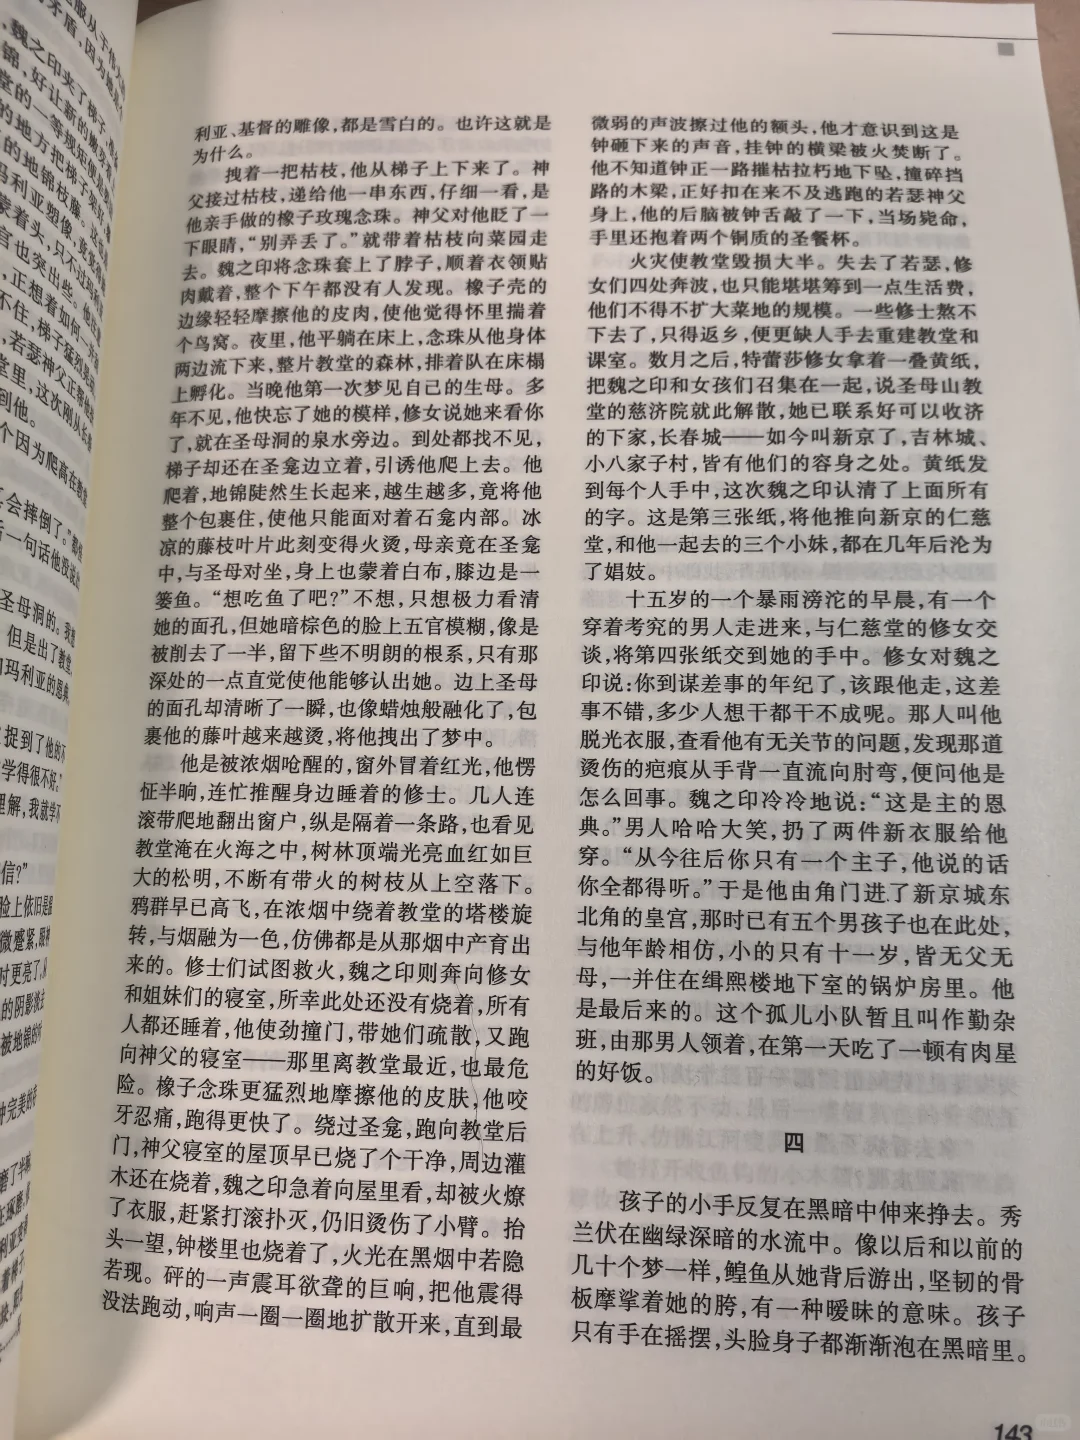 利亚、基督的雕像,都是雪白的。也许这就是
为什么。
拽着一把枯枝,他从梯子上下来了。神
父接过枯枝,递给他一串东西,仔细一看,是
他亲手做的橡子玫瑰念珠。神父对他眨了一
下眼睛,“别弄丢了。”就带着枯枝向菜园走
去。魏之印将念珠套上了脖子,顺着衣领贴
肉戴着,整个下午都没有人发现。橡子壳的
边缘轻轻摩擦他的皮肉,使他觉得怀里揣着
个鸟窝。夜里,他平躺在床上,念珠从他身体
两边流下来,整片教堂的森林,排着队在床榻
上孵化。当晚他第一次梦见自己的生母。多
年不见,他快忘了她的模样,修女说她来看你
了,就在圣母洞的泉水旁边。到处都找不见,
梯子却还在圣龛边立着,引诱他爬上去。他
爬着,地锦陡然生长起来,越生越多,竟将他
整个包裹住,使他只能面对着石龛内部。冰
凉的藤枝叶片此刻变得火烫,母亲竟在圣龛
中,与圣母对坐,身上也蒙着白布,膝边是一
篓鱼。“想吃鱼了吧?”不想,只想极力看清
她的面孔,但她暗棕色的脸上五官模糊,像是
被削去了一半,留下些不明朗的根系,只有那
深处的一点直觉使他能够认出她。边上圣母
的面孔却清晰了一瞬,也像蜡烛般融化了,包
裹他的藤叶越来越烫,将他拽出了梦中。
他是被浓烟呛醒的,窗外冒着红光,他愣
怔半晌,连忙推醒身边睡着的修士。几人连
滚带爬地翻出窗户,纵是隔着一条路,也看见
教堂淹在火海之中,树林顶端光亮血红如巨
大的松明,不断有带火的树枝从上空落下。
鸦群早已高飞,在浓烟中绕着教堂的塔楼旋
转,与烟融为一色,仿佛都是从那烟中产育出
来的。修士们试图救火,魏之印则奔向修女
和姐妹们的寝室,所幸此处还没有烧着,所有
人都还睡着,他使劲撞门,带她们疏散,又跑
向神父的寝室——那里离教堂最近,也最危
险。橡子念珠更猛烈地摩擦他的皮肤,他咬
牙忍痛,跑得更快了。绕过圣龛,跑向教堂后
门,神父寝室的屋顶早已烧了个干净,周边灌
木还在烧着,魏之印急着向屋里看,却被火燎
了衣服,赶紧打滚扑灭,仍旧烫伤了小臂。抬
头一望,钟楼里也烧着了,火光在黑烟中若隐
若现。砰的一声震耳欲聋的巨响,把他震得
没法跑动,响声一圈一圈地扩散开来,直到最
微弱的声波擦过他的额头,他才意识到这是
钟砸下来的声音,挂钟的横梁被火焚断了。
他不知道钟正一路摧枯拉朽地下坠,撞碎挡
路的木梁,正好扣在来不及逃跑的若瑟神父
身上,他的后脑被钟舌敲了一下,当场毙命,
手里还抱着两个铜质的圣餐杯。
火灾使教堂毁损大半。失去了若瑟,修
女们四处奔波,也只能堪堪筹到一点生活费,
他们不得不扩大菜地的规模。一些修士熬不
下去了,只得返乡,便更缺人手去重建教堂和
课室。数月之后,特蕾莎修女拿着一叠黄纸,
把魏之印和女孩们召集在一起,说圣母山教
堂的慈济院就此解散,她已联系好可以收济
的下家,长春城——如今叫新京了,吉林城、
小八家子村,皆有他们的容身之处。黄纸发
到每个人手中,这次魏之印认清了上面所有
的字。这是第三张纸,将他推向新京的仁慈
堂,和他一起去的三个小妹,都在几年后沦为
了娼妓。
十五岁的一个暴雨滂沱的早晨,有一个
穿着考究的男人走进来,与仁慈堂的修女交
谈,将第四张纸交到她的手中。修女对魏之
印说:你到谋差事的年纪了,该跟他走,这差
事不错,多少人想干都干不成呢。那人叫他
脱光衣服,查看他有无关节的问题,发现那道
烫伤的疤痕从手背一直流向肘弯,便问他是
怎么回事。魏之印冷冷地说:“这是主的恩
典。”男人哈哈大笑,扔了两件新衣服给他
穿。“从今往后你只有一个主子,他说的话
你全都得听。”于是他由角门进了新京城东
北角的皇宫,那时已有五个男孩子也在此处,
与他年龄相仿,小的只有十一岁,皆无父无
母,一并住在缉熙楼地下室的锅炉房里。他
是最后来的。这个孤儿小队暂且叫作勤杂
班,由那男人领着,在第一天吃了一顿有肉星
的好饭。
四
孩子的小手反复在黑暗中伸来挣去。秀
兰伏在幽绿深暗的水流中。像以后和以前的
几十个梦一样,鳇鱼从她背后游出,坚韧的骨
板摩挲着她的胯,有一种暧昧的意味。孩子
只有手在摇摆,头脸身子都渐渐泡在黑暗里。
143